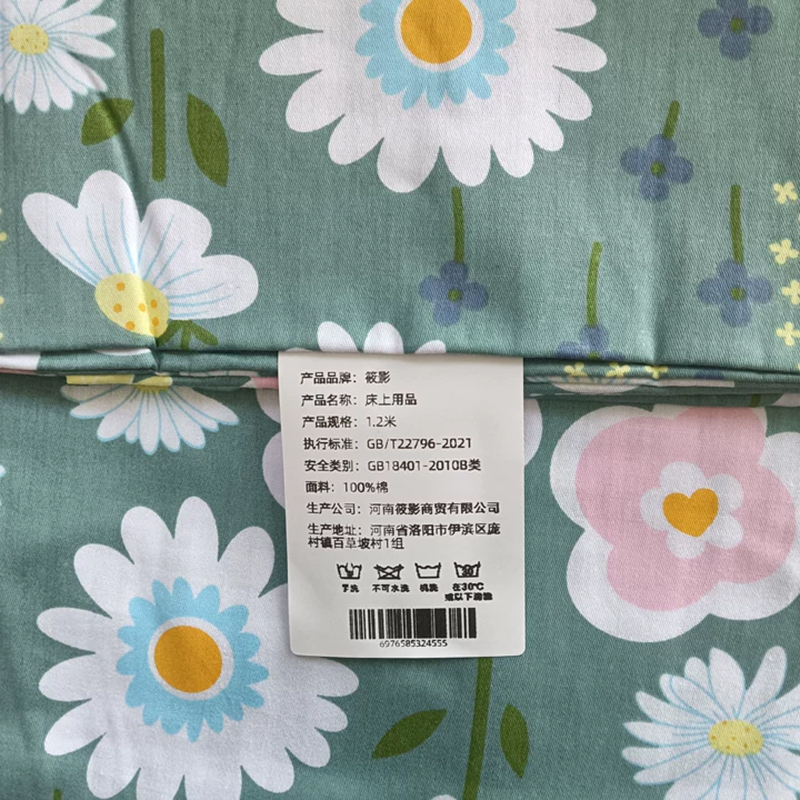 产品品牌：筱影
产品名称：床上用品
产品规格：1.2米
执行标准：GB/T22796-2021
安全类别：GB18401-2010B类
面料：100%棉
生产公司：河南筱影商贸有限公司
生产地址：河南省洛阳市伊滨区庞
村镇百草坡村1组
手洗 不可水洗 机洗 在30℃
或以下
6976585324555